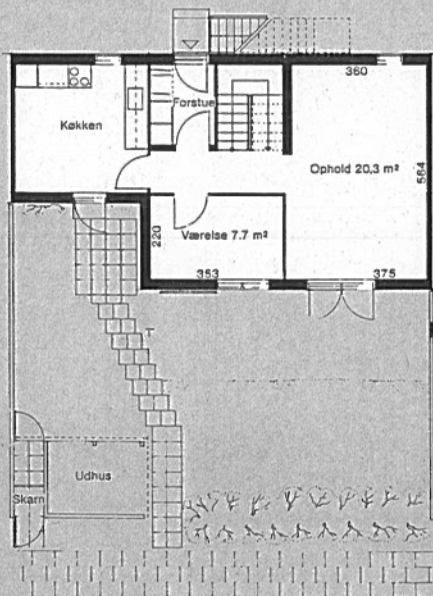 360
Forstue
Køkken
Ophold 20,3 m²
564
220
Værelse 7.7 m²
353
375
T
Udhus
Skarn